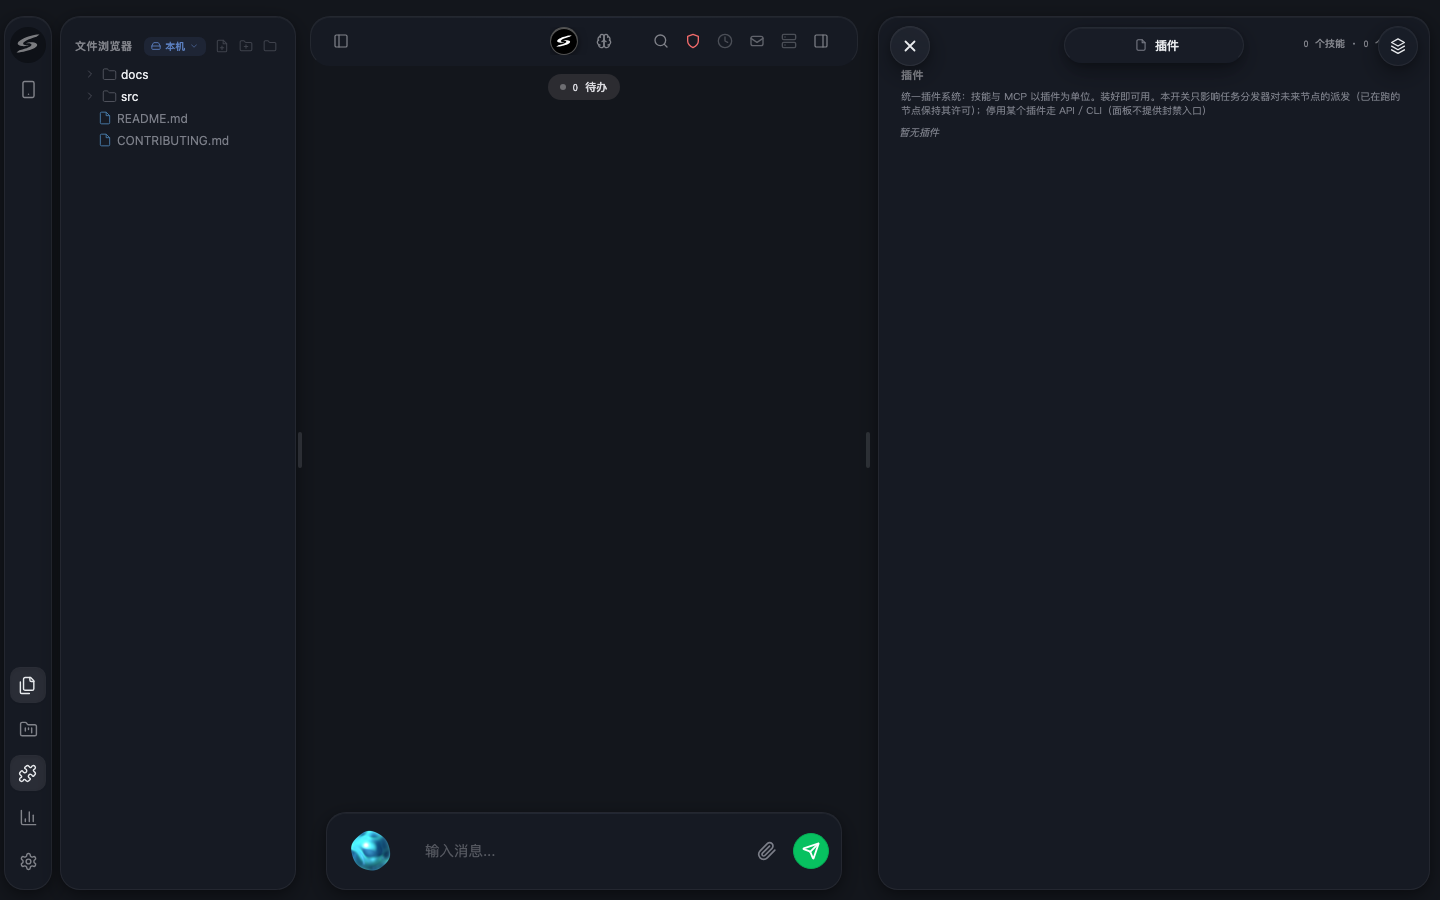 文件浏览器
本机
docs
src
README.md
CONTRIBUTING.md
0 待办
输入消息...
插件
0 个技能 · 0
插件
统一插件系统：技能与 MCP 以插件为单位。装好即可用。本开关只影响任务分发器对未来节点的派发（已在跑的
节点保持其许可）；停用某个插件走 API / CLI（面板不提供封禁入口）
暂无插件